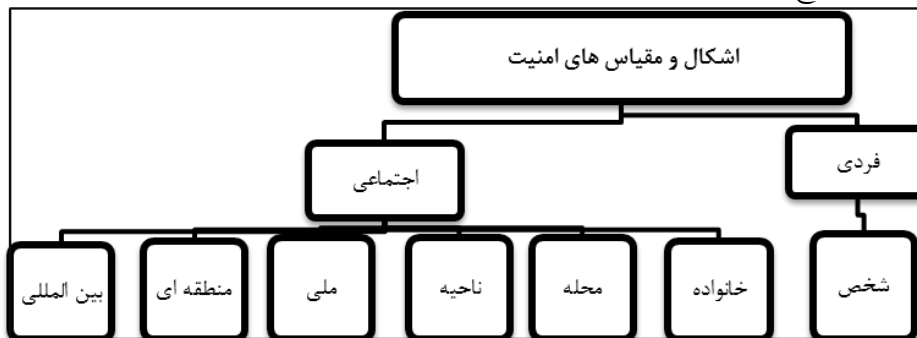 اشکال و مقیاس های امنیت
فردی
اجتماعی
شخص
خانواده
محله
ناحیه
ملی
منطقه ای
بین المللی